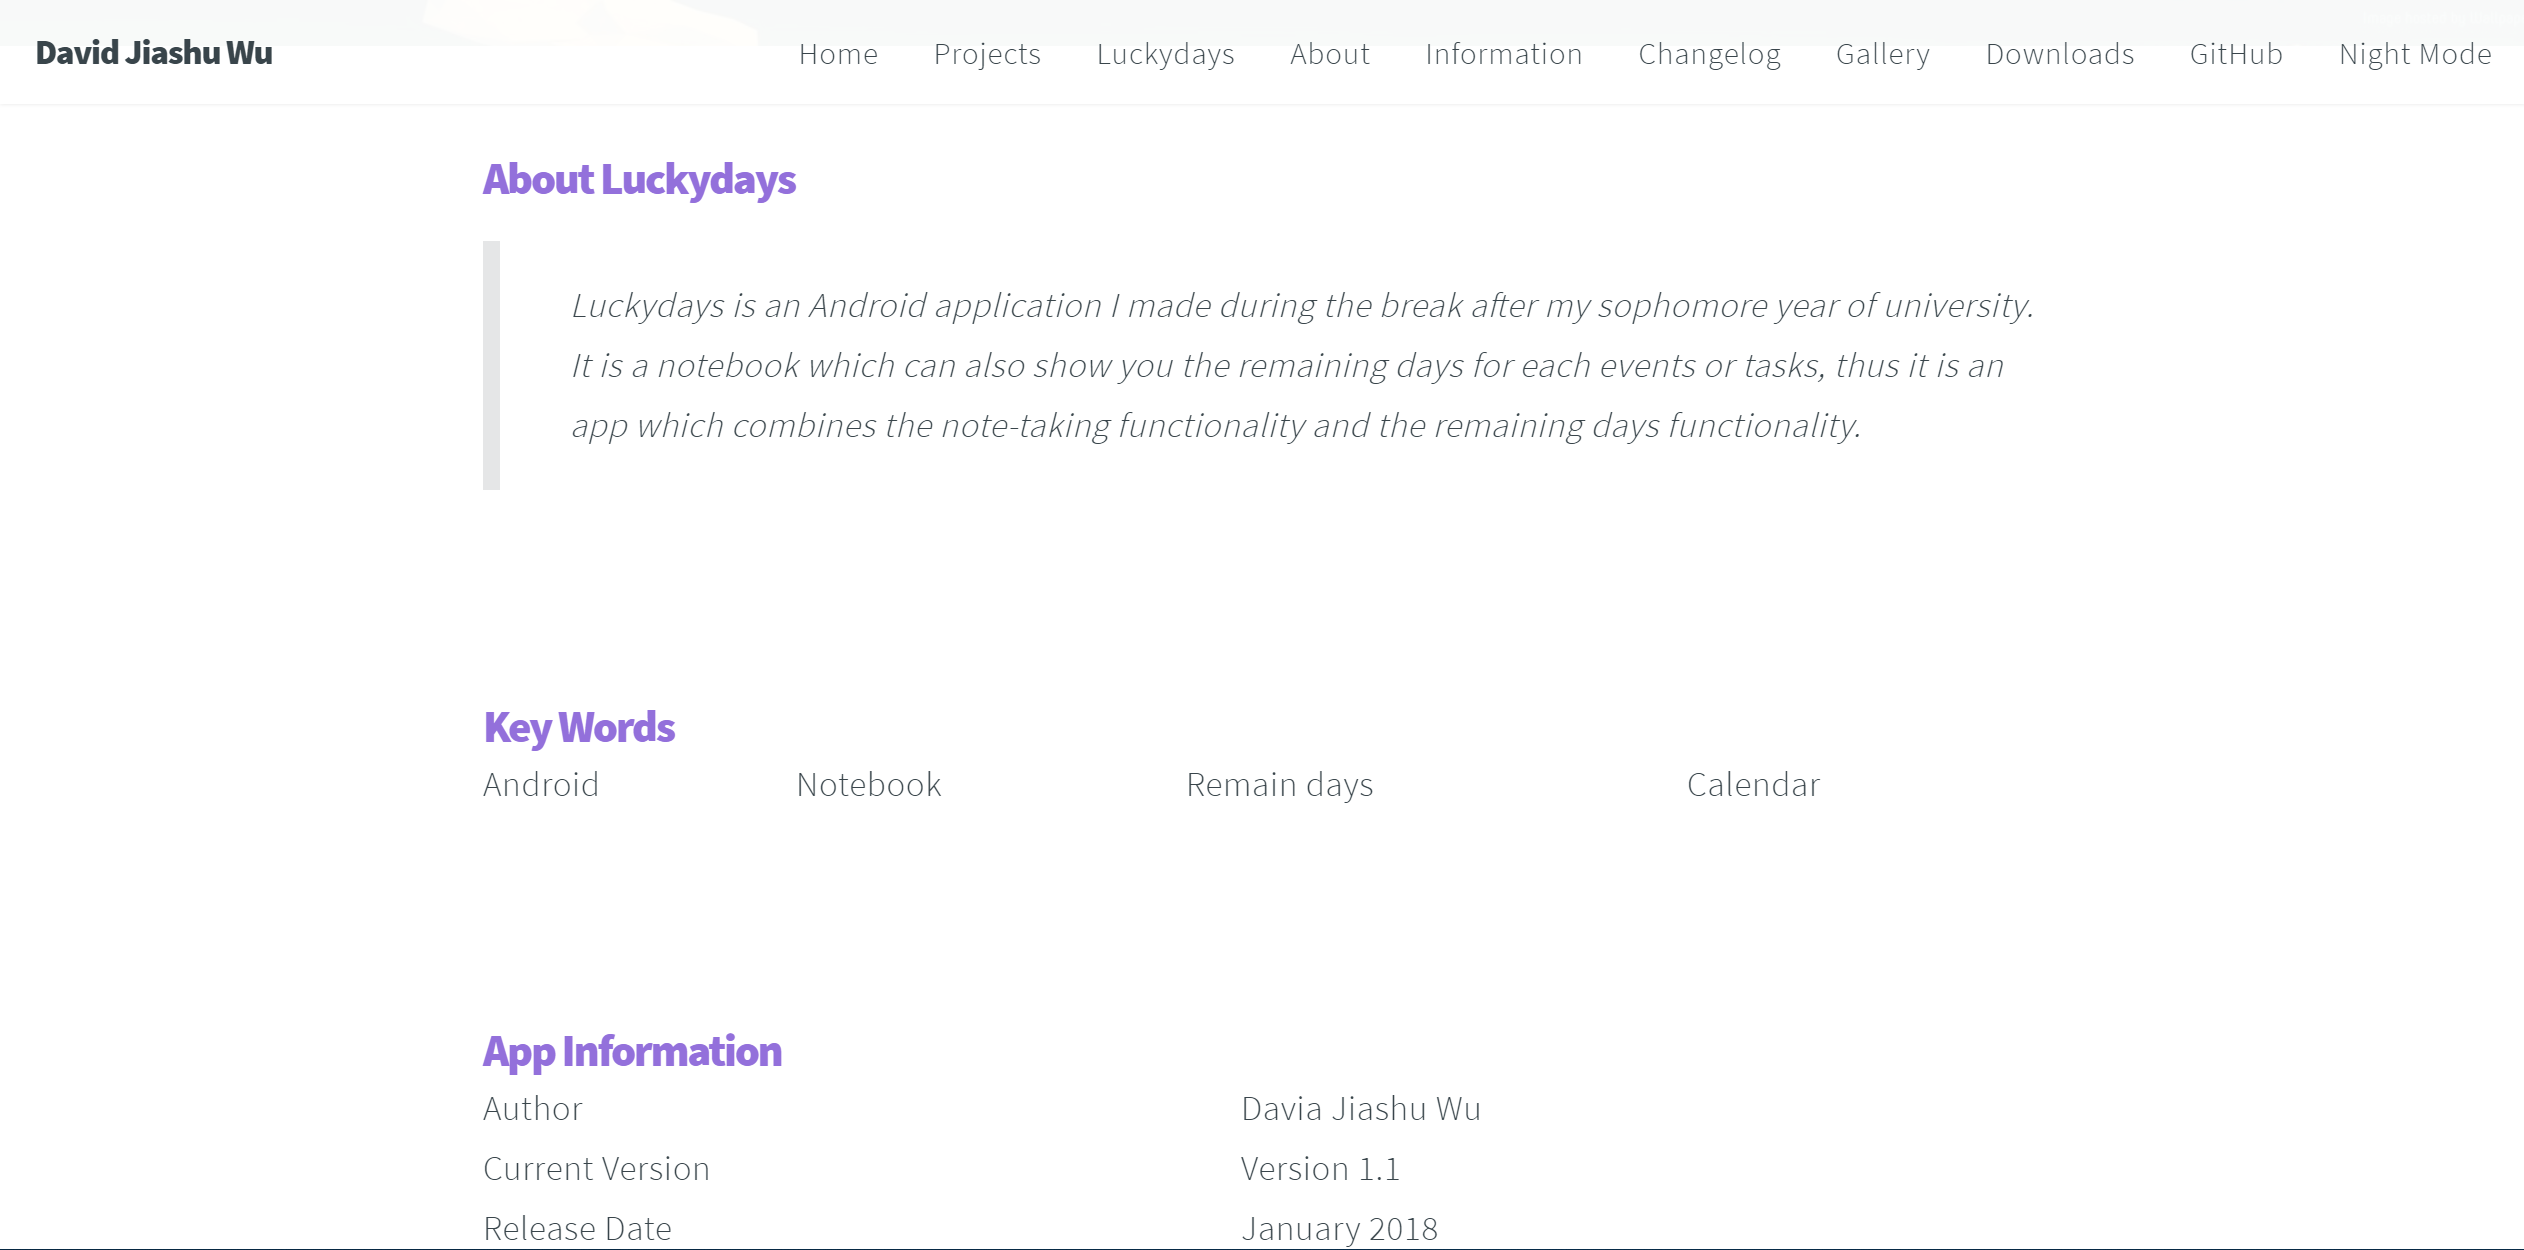 David Jiashu Wu
Home Projects Luckydays About Information Changelog Gallery Downloads GitHub Night Mode
About Luckydays
Luckydays is an Android application I made during the break after my sophomore year of university.
It is a notebook which can also show you the remaining days for each events or tasks, thus it is an
app which combines the note-taking functionality and the remaining days functionality.
Key Words
Android Notebook Remain days Calendar
App Information
Author Davia Jiashu Wu
Current Version Version 1.1
Release Date January 2018